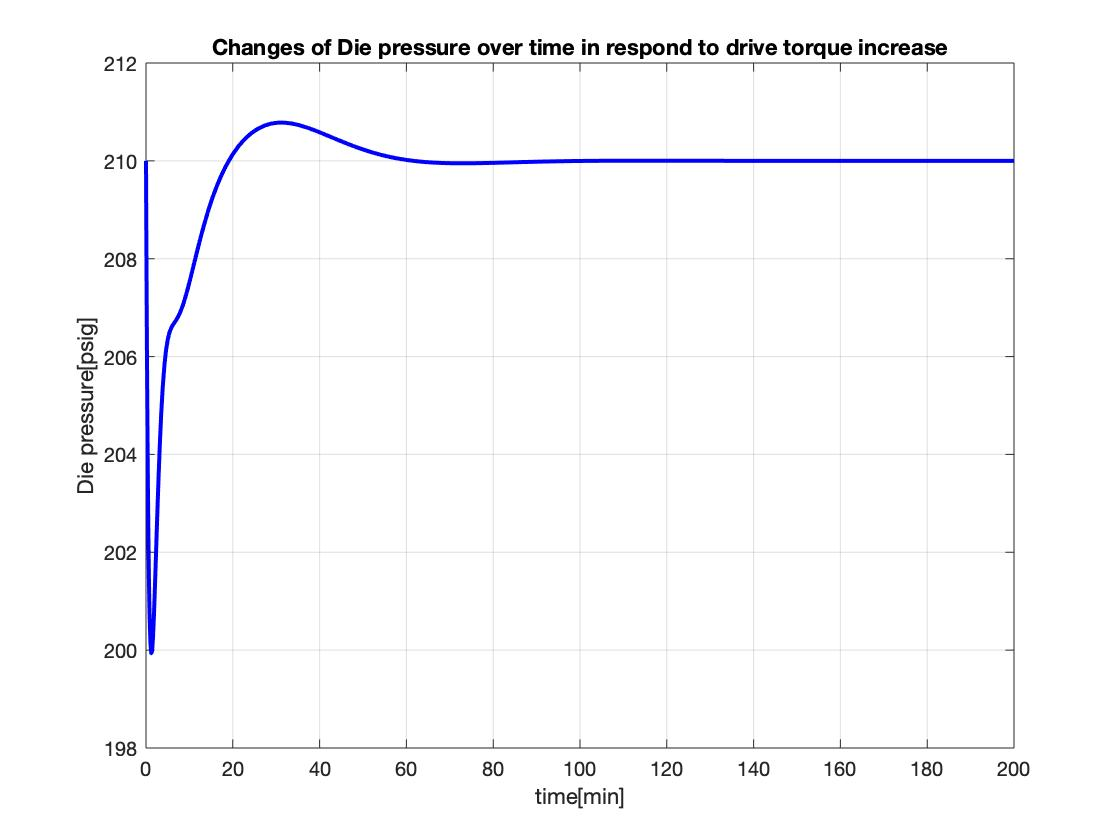 Changes of Die pressure over time in respond to drive torque increase
212
210
208
206
204
202
200
198
Die pressure[psig]
0 20 40 60 80 100 120 140 160 180 200
time[min]